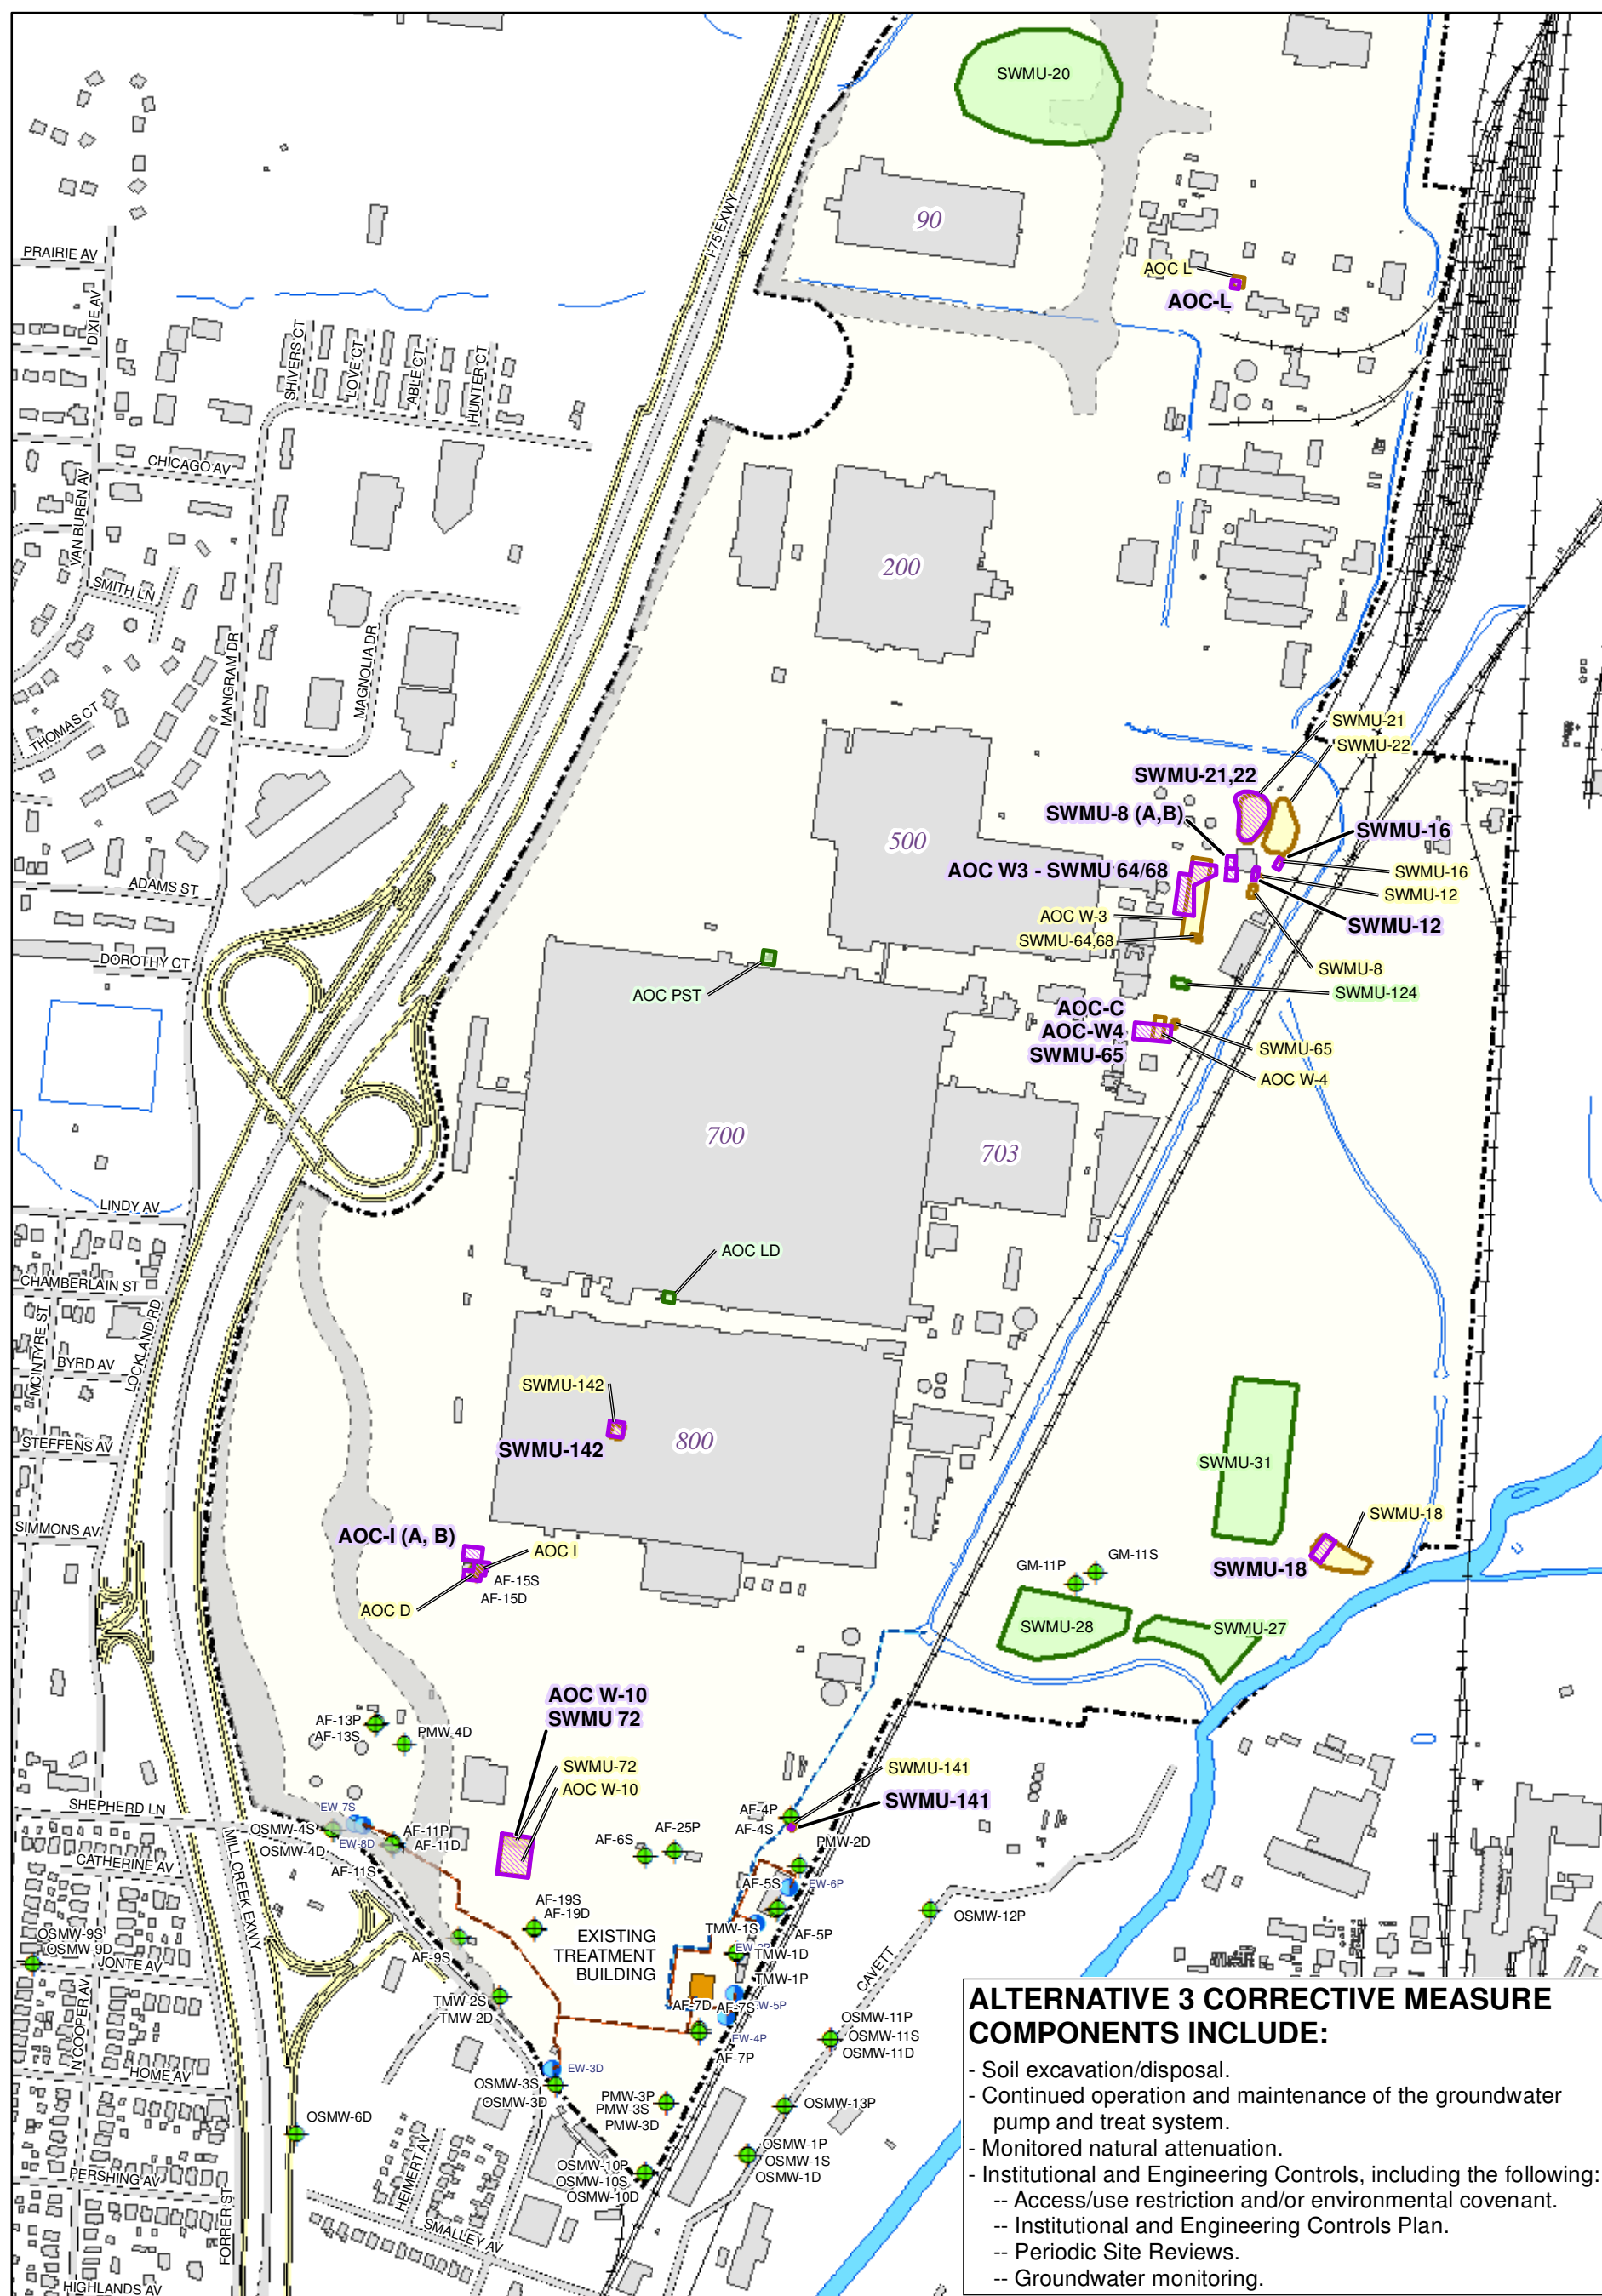 SWMU-20
I-75 EXWY
90
PRAIRIE AV
DIXIE AV
AOC L
AOC-L
SHIVERS CT
LOVE CT
ABLE CT
HUNTER CT
CHICAGO AV
VAN BUREN AV
SMITH LN
200
MANGRAM DR
MAGNOLIA DR
THOMAS CT
SWMU-21
SWMU-22
SWMU-21,22
SWMU-8 (A,B)
SWMU-16
500
AOC W3 - SWMU 64/68
SWMU-16
SWMU-12
ADAMS ST
AOC W-3
SWMU-12
SWMU-64,68
DOROTHY CT
SWMU-8
AOC PST
SWMU-124
AOC-C
AOC-W4
SWMU-65
SWMU-65
AOC W-4
700
703
LINDY AV
AOC LD
CHAMBERLAIN ST
MCINTYRE ST
LOCKLAND RD
BYRD AV
SWMU-142
STEFFENS AV
SWMU-142
800
SWMU-31
SIMMONS AV
SWMU-18
AOC-I (A, B)
AOC I
GM-11S
GM-11P
SWMU-18
AF-15S
AF-15D
AOC D
SWMU-28
SWMU-27
AOC W-10
SWMU 72
AF-13P
AF-13S
PMW-4D
SWMU-72
AOC W-10
SWMU-141
SWMU-141
SHEPHERD LN
EW-7S
AF-4P
AF-4S
OSMW-4S
OSMW-4D
EW-8D
AF-11P
AF-11D
AF-6S
AF-25P
PMW-2D
MILL CREEK EXWY
CATHERINE AV
AF-11S
AF-5S
EW-6P
AF-19S
AF-19D
OSMW-12P
EXISTING
TREATMENT
BUILDING
TMW-1S
AF-5P
OSMW-9S
OSMW-9D
JONTE AV
AF-9S
TMW-1D
CAVETT
N COOPER AV
TMW-1P
TMW-2S
TMW-2D
AF-7D
AF-7S
EW-4P
AF-7P
OSMW-11P
OSMW-11S
OSMW-11D
HOME AV
EW-3D
OSMW-3S
OSMW-3D
PMW-3P
PMW-3S
PMW-3D
OSMW-13P
OSMW-6D
HEIMERT AV
OSMW-1P
OSMW-1S
OSMW-1D
OSMW-10P
OSMW-10S
OSMW-10D
PERSHING AV
FORRER ST
SMALLEY AV
HIGHLANDS AV
ALTERNATIVE 3 CORRECTIVE MEASURE
COMPONENTS INCLUDE:
- Soil excavation/disposal.
- Continued operation and maintenance of the groundwater
pump and treat system.
- Monitored natural attenuation.
- Institutional and Engineering Controls, including the following:
-- Access/use restriction and/or environmental covenant.
-- Institutional and Engineering Controls Plan.
-- Periodic Site Reviews.
-- Groundwater monitoring.